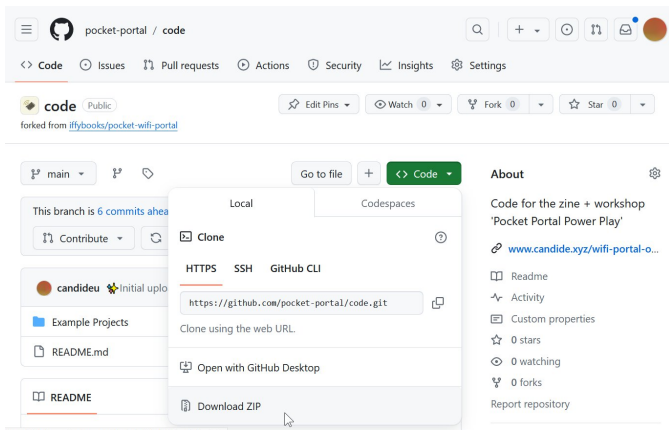 pocket-portal / code
Code Issues Pull requests Actions Security Insights Settings
code Public
Edit Pins Watch 0 Fork 0 Star 0
forked from iffybooks/pocket-wifi-portal
main
Go to file
Code
This branch is 6 commits ahea
Contribute
candideu Initial uplo
Example Projects
README.md
README
Local Codespaces
Clone
HTTPS SSH GitHub CLI
https://github.com/pocket-portal/code.git
Clone using the web URL.
Open with GitHub Desktop
Download ZIP
About
Code for the zine + workshop
'Pocket Portal Power Play'
www.candide.xyz/wifi-portal-o...
Readme
Activity
Custom properties
0 stars
0 watching
0 forks
Report repository